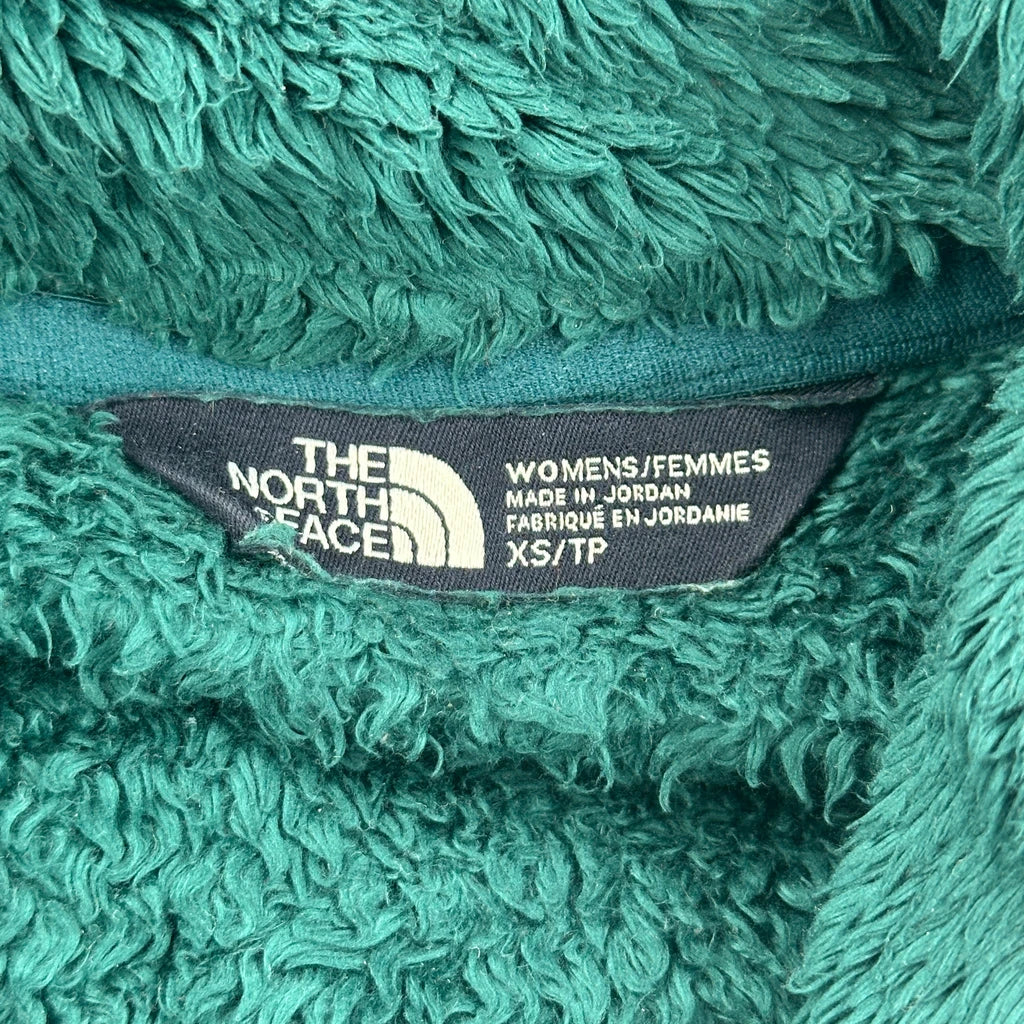 THE
NORTH
FACE
WOMENS/FEMMES
MADE IN JORDAN
FABRIQUÉ EN JORDANIE
XS/TP